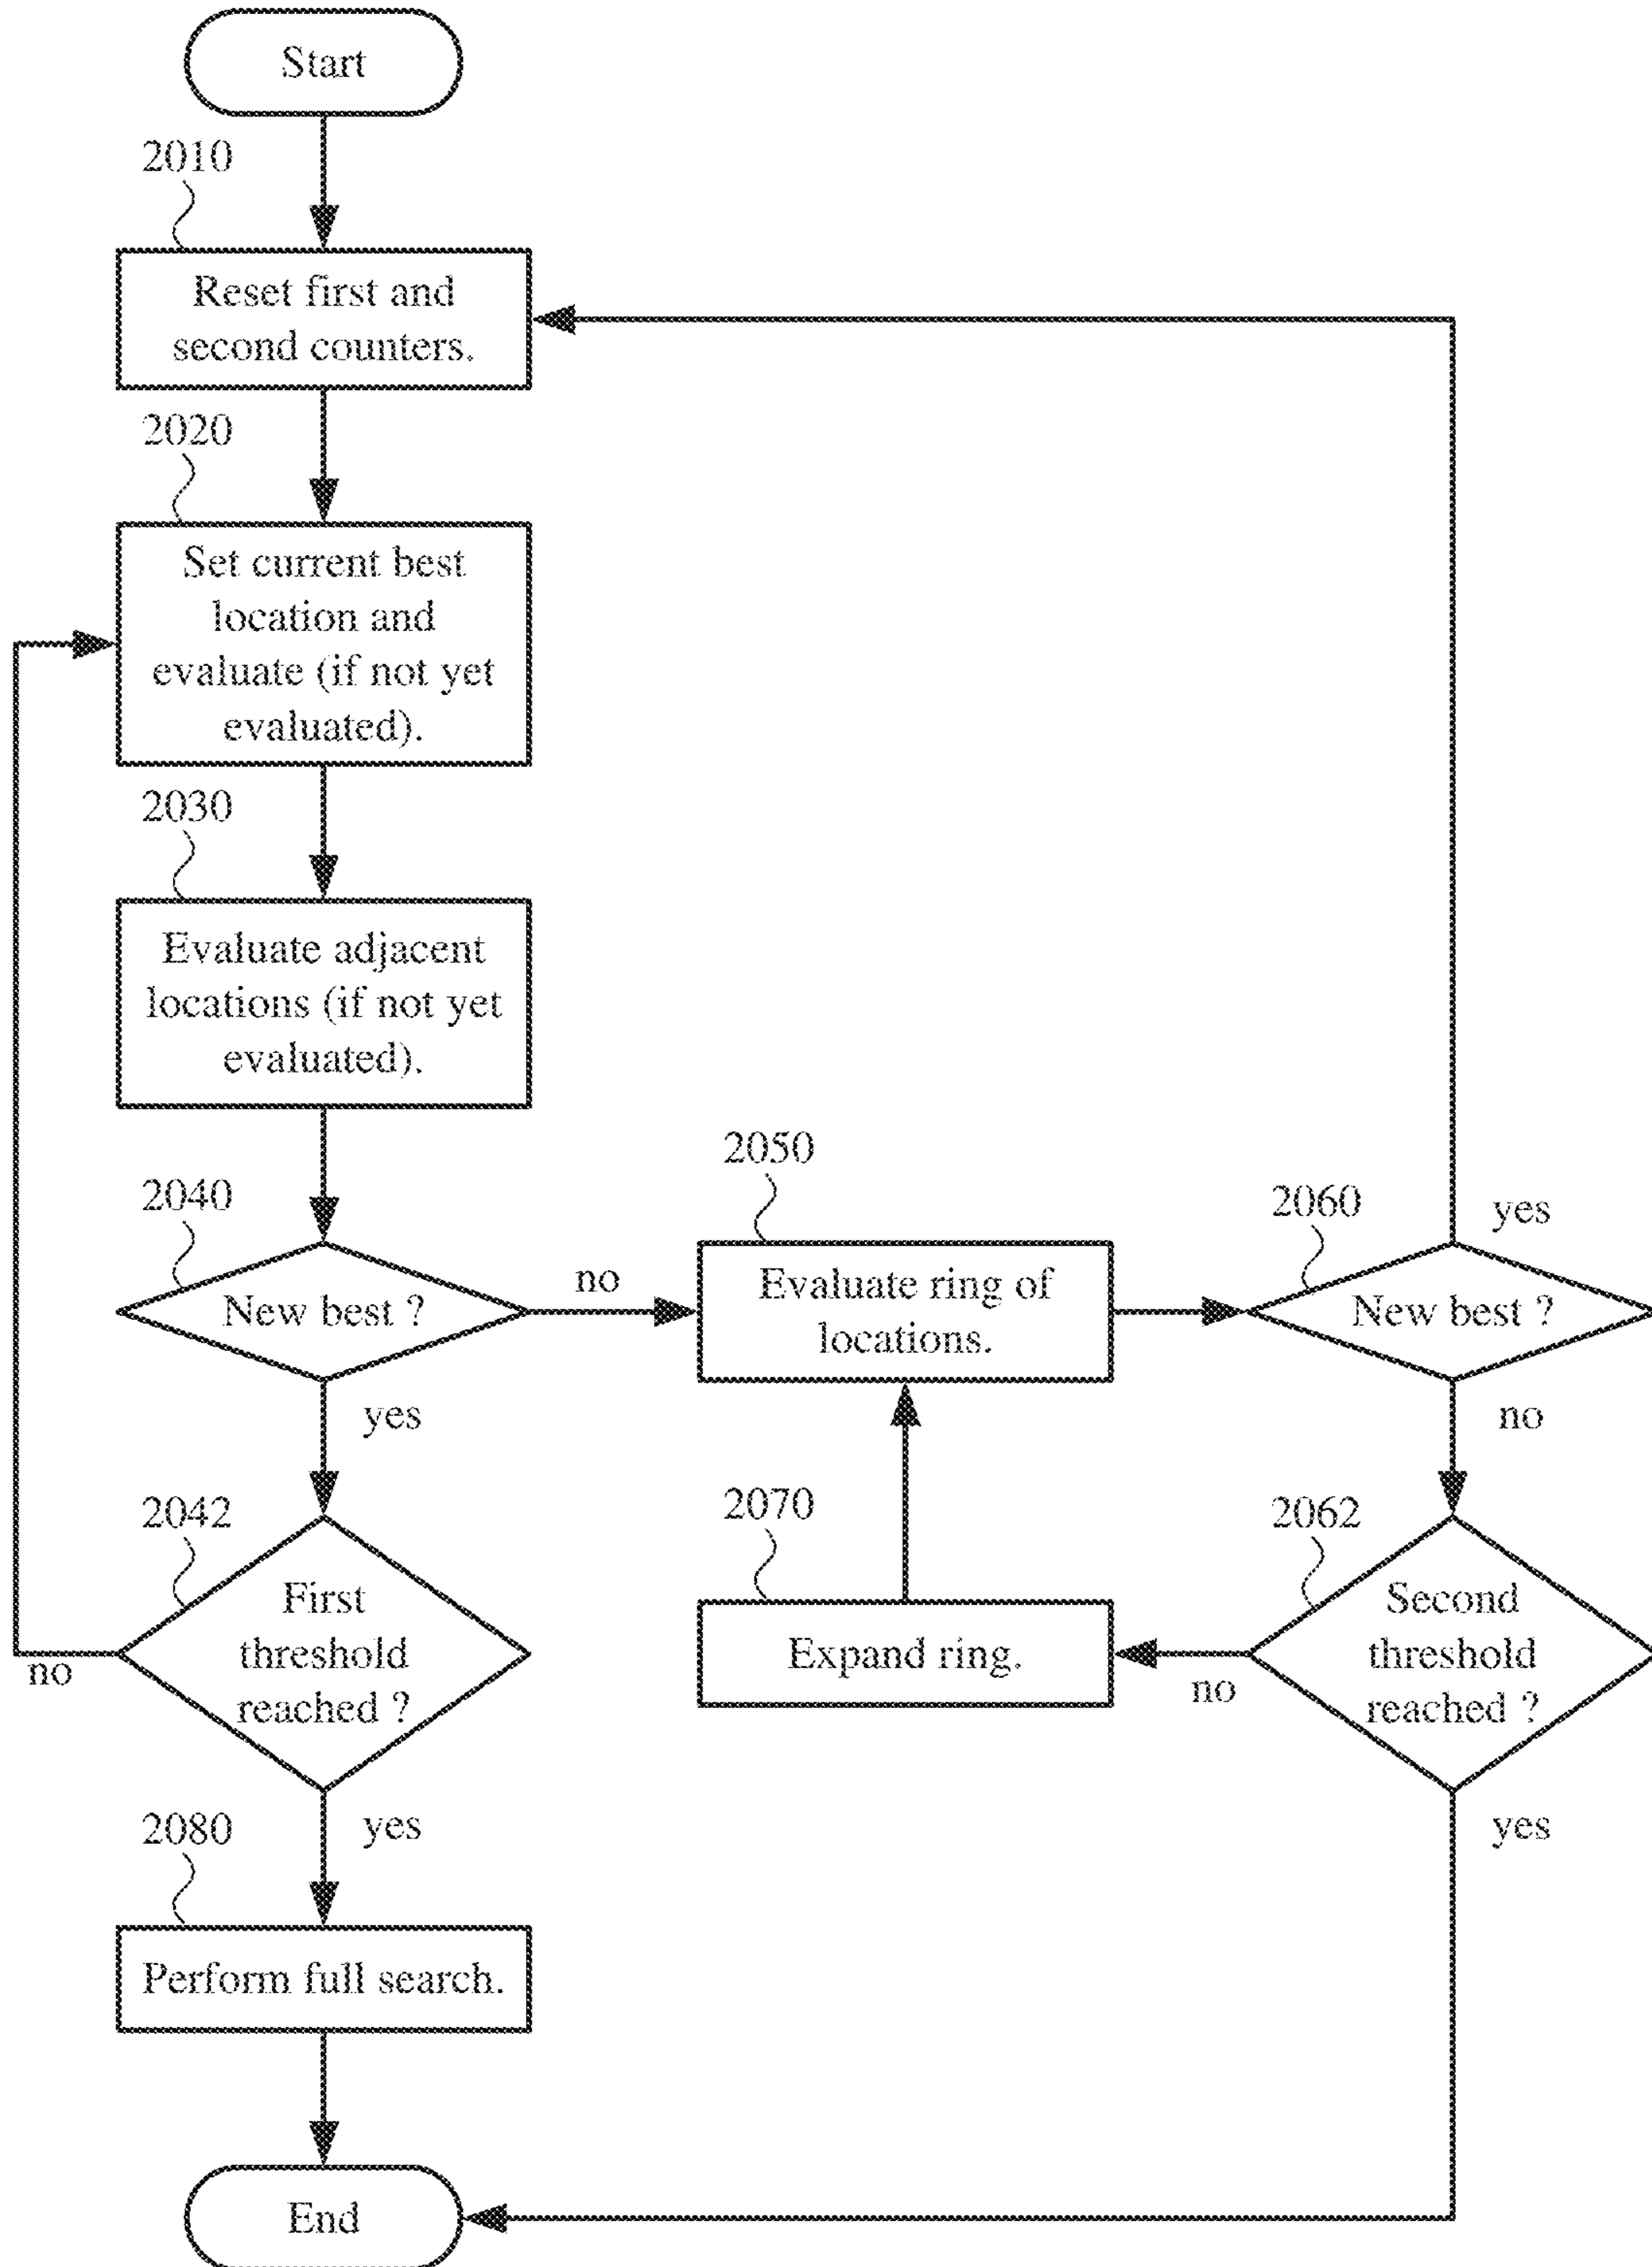 Start
2010
Reset first and
second counters.
2020
Set current best
location and
evaluate (if not yet
evaluated).
2030
Evaluate adjacent
locations (if not yet
evaluated).
2040
New best ?
no
yes
2050
Evaluate ring of
locations.
2060
New best ?
yes
no
2042
First
threshold
reached ?
no
yes
2070
Expand ring.
2062
Second
threshold
reached ?
no
yes
2080
Perform full search.
End